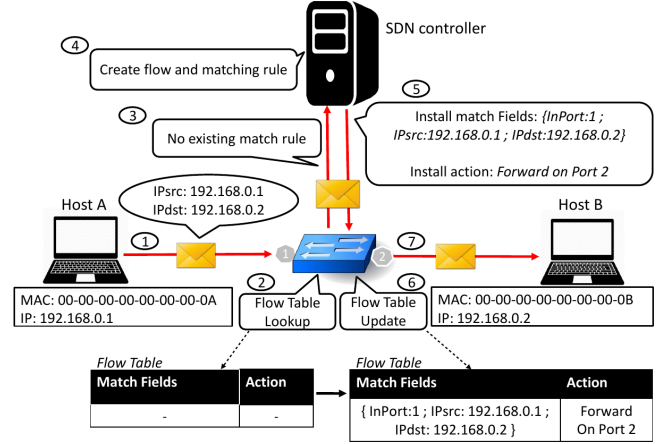 4
SDN controller
Create flow and matching rule
5
3
Install match Fields: {InPort:1 ;
IPsrc:192.168.0.1 ; IPdst:192.168.0.2}
No existing match rule
Install action: Forward on Port 2
IPsrc: 192.168.0.1
IPdst: 192.168.0.2
Host A
Host B
1
7
1
2
2
6
MAC: 00-00-00-00-00-00-00-0A
IP: 192.168.0.1
Flow Table
Lookup
Flow Table
Update
MAC: 00-00-00-00-00-00-00-0B
IP: 192.168.0.2
Flow Table
Match Fields
Action
-
-
Flow Table
Match Fields
Action
{ InPort:1 ; IPsrc: 192.168.0.1 ;
IPdst: 192.168.0.2 }
Forward
On Port 2